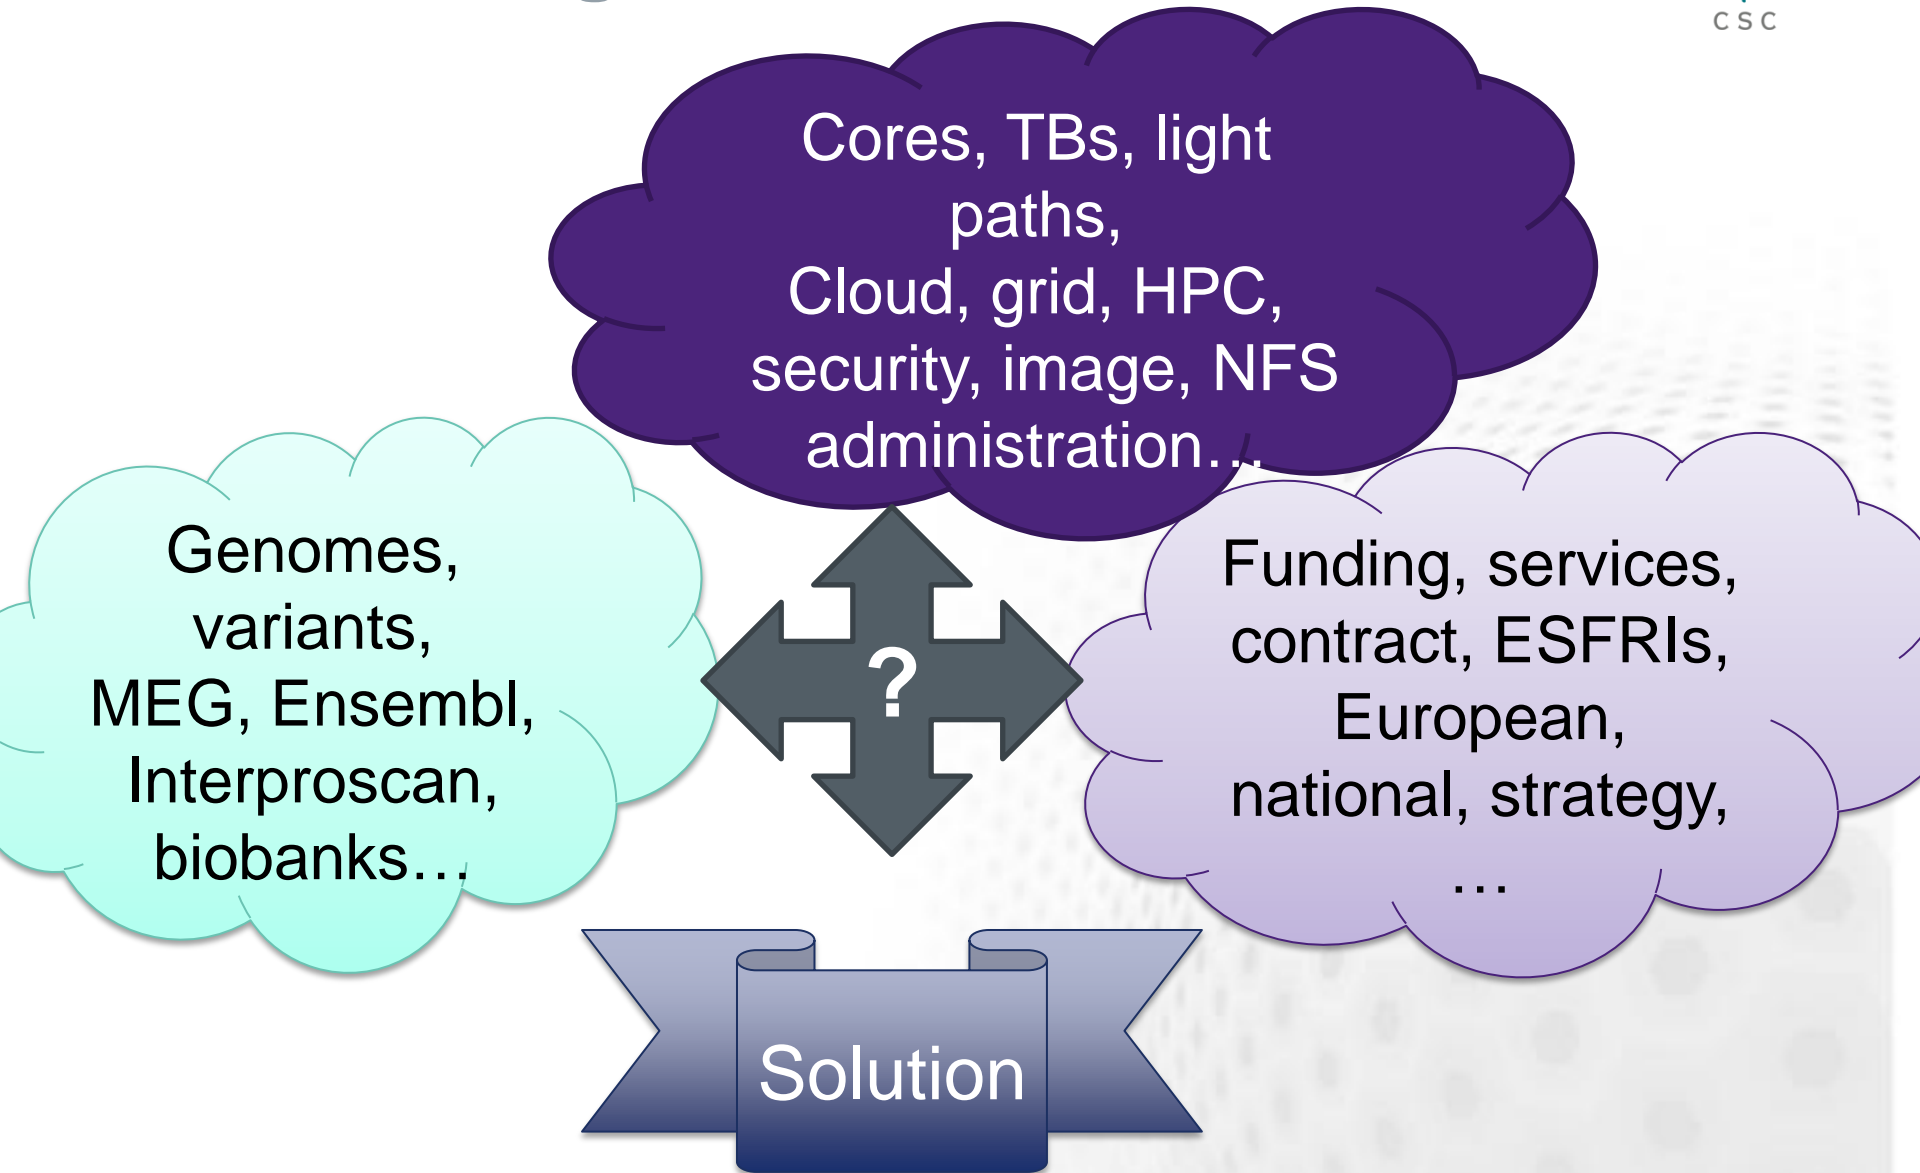 CSC
Cores, TBs, light
paths,
Cloud, grid, HPC,
security, image, NFS
administration…
Genomes,
variants,
MEG, Ensembl,
Interproscan,
biobanks…
?
Funding, services,
contract, ESFRIs,
European,
national, strategy,
…
Solution